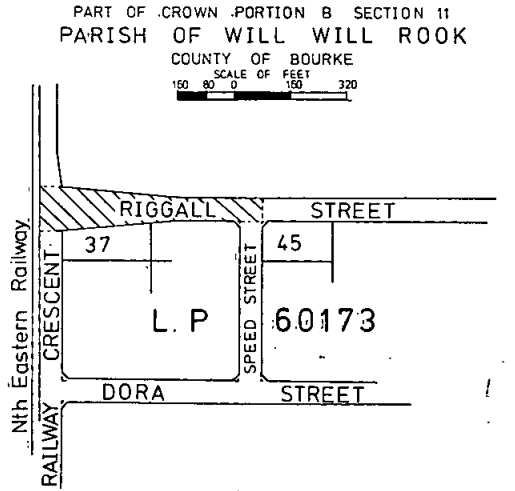 PART OF CROWN PORTION B SECTION 11
PARISH OF WILL WILL ROOK
COUNTY OF BOURKE
SCALE OF FEET
160 80 0 160 320
RIGGALL STREET
37
45
Nth Eastern Railway
RAILWAY CRESCENT
SPEED STREET
L. P 60173
DORA STREET